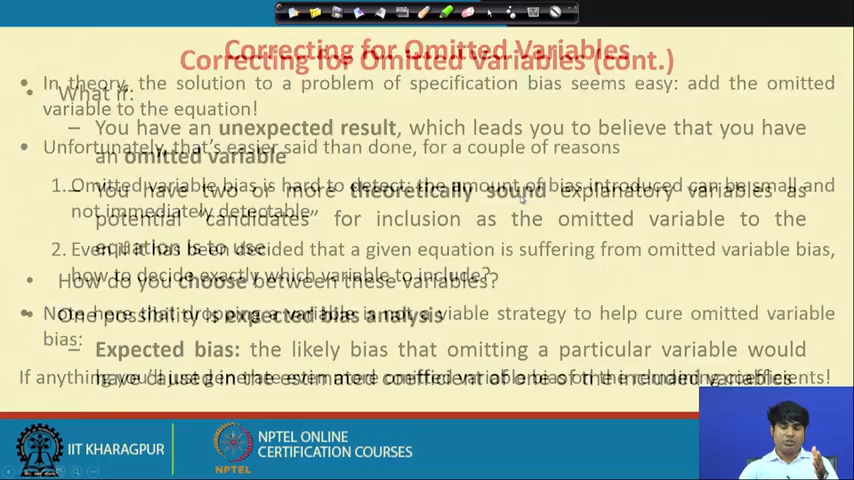 Correcting for Omitted Variables
Correcting for Omitted Variables (cont.)
• In theory, the solution to a problem of specification bias seems easy: add the omitted
variable to the equation!
• What if:
– You have an unexpected result, which leads you to believe that you have
an omitted variable
• Unfortunately, that's easier said than done, for a couple of reasons
1. Omitted variable bias is hard to detect: the amount of bias introduced can be small and
not immediately detectable
– You have two or more theoretically sound explanatory variables as
potential "candidates" for inclusion as the omitted variable to the
equation is to use
2. Even if it has been decided that a given equation is suffering from omitted variable bias,
how to decide exactly which variable to include?
• How do you choose between these variables?
• One possibility is expected bias analysis
• Note here that dropping a variable is not a viable strategy to help cure omitted variable
bias:
– Expected bias: the likely bias that omitting a particular variable would
have caused in the estimated coefficient of one of the included variables
If anything you'll just generate even more omitted variable bias on the remaining coefficients!
IIT KHARAGPUR
NPTEL
NPTEL ONLINE
CERTIFICATION COURSES